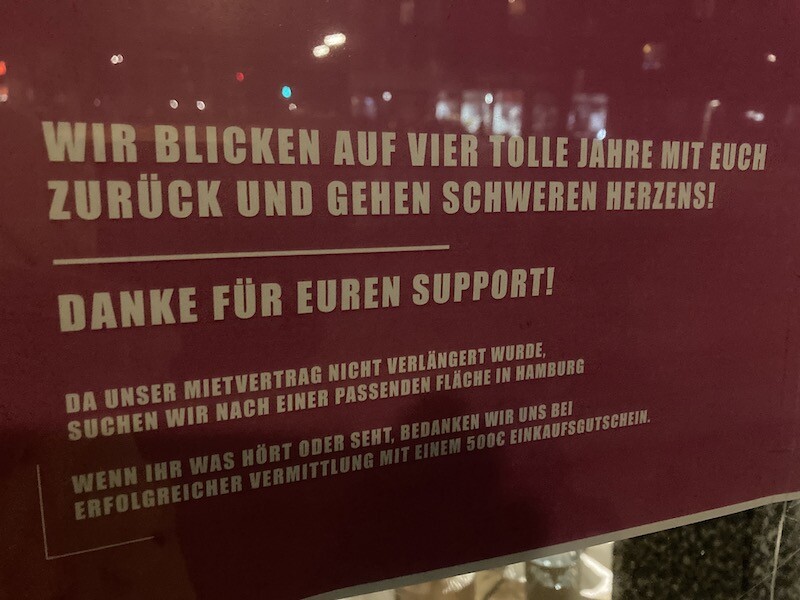 WIR BLICKEN AUF VIER TOLLE JAHRE MIT EUCH
ZURÜCK UND GEHEN SCHWEREN HERZENS!
DANKE FÜR EUREN SUPPORT!
DA UNSER MIETVERTRAG NICHT VERLÄNGERT WURDE,
SUCHEN WIR NACH EINER PASSENDEN FLÄCHE IN HAMBURG
WENN IHR WAS HÖRT ODER SEHT, BEDANKEN WIR UNS BEI
ERFOLGREICHER VERMITTLUNG MIT EINEM 500€ EINKAUFSGUTSCHEIN.